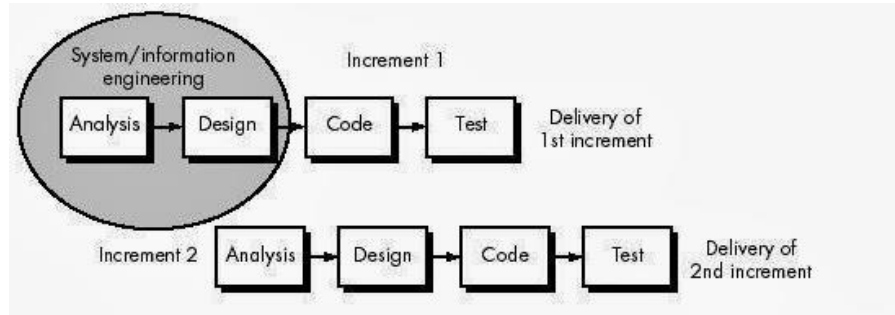 System/information
engineering
Increment 1
Analysis
Design
Code
Test
Delivery of
1st increment
Increment 2
Analysis
Design
Code
Test
Delivery of
2nd increment